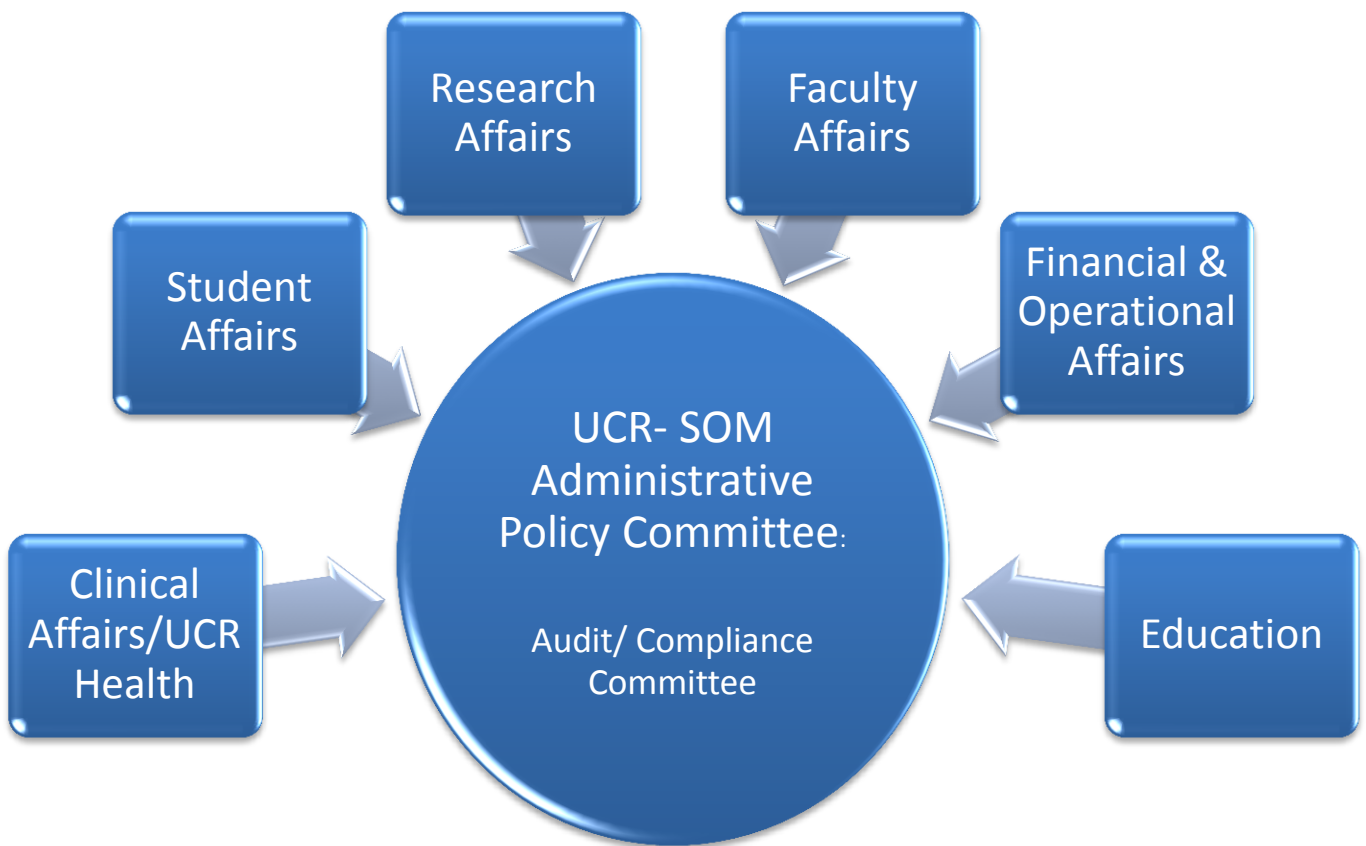 Research
Affairs
Faculty
Affairs
Student
Affairs
Financial &
Operational
Affairs
UCR- SOM
Administrative
Policy Committee:
Audit/ Compliance
Committee
Clinical
Affairs/UCR
Health
Education